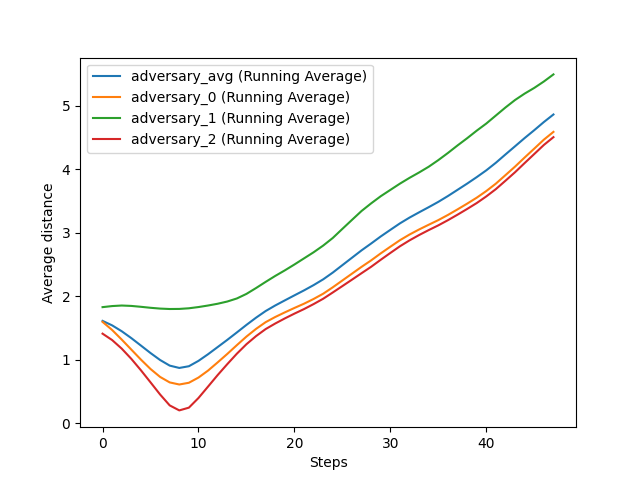 adversary_avg (Running Average)
adversary_0 (Running Average)
adversary_1 (Running Average)
adversary_2 (Running Average)
Average distance
5
4
3
2
1
0
0 10 20 30 40
Steps